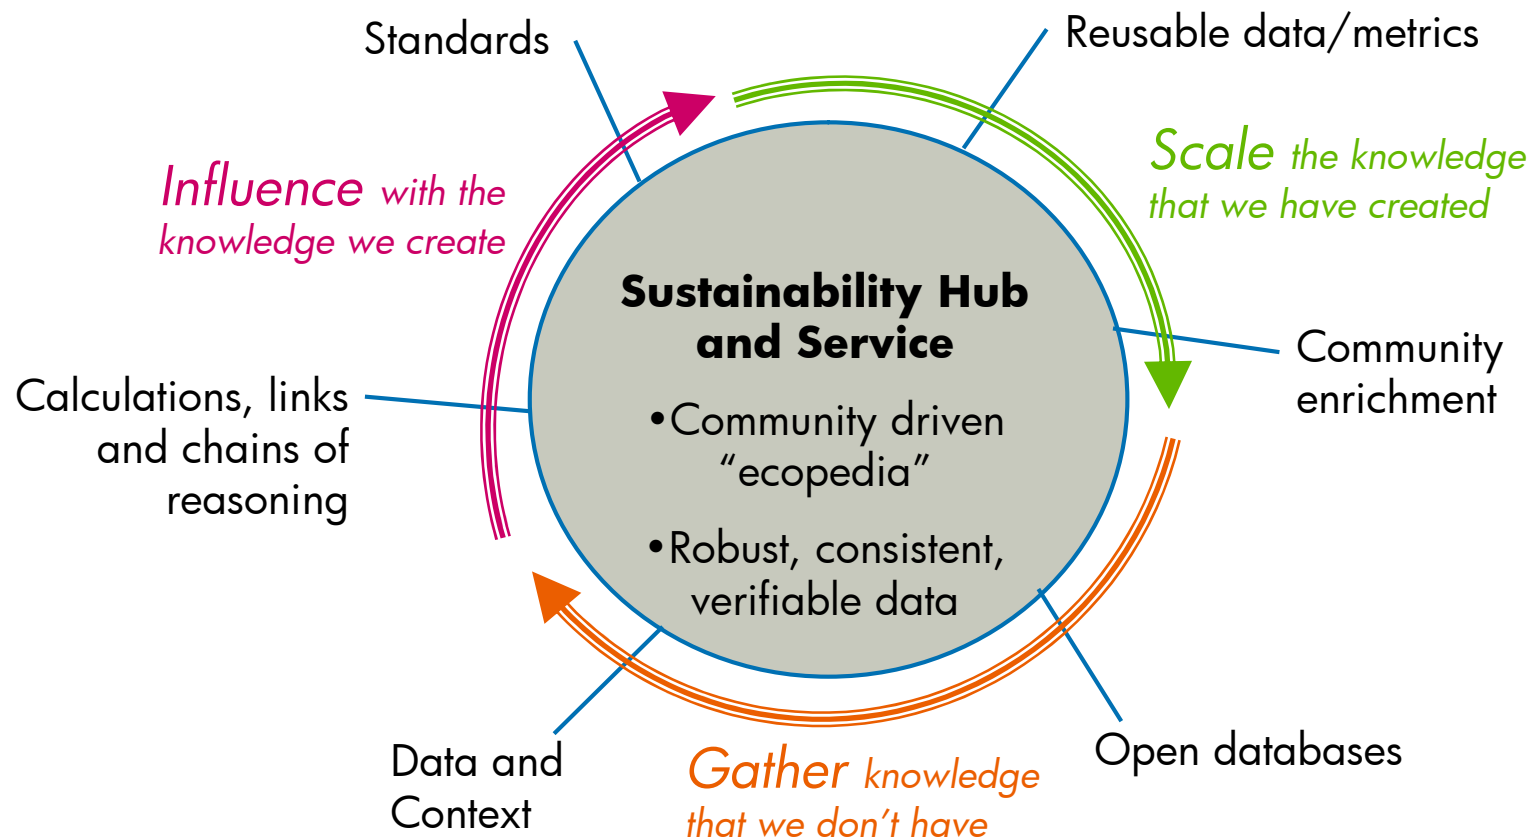 Standards
Reusable data/metrics
Influence with the
knowledge we create
Scale the knowledge
that we have created
Sustainability Hub
and Service
•Community driven
“ecopedia”
•Robust, consistent,
verifiable data
Calculations, links
and chains of
reasoning
Community
enrichment
Data and
Context
Gather knowledge
that we don’t have
Open databases